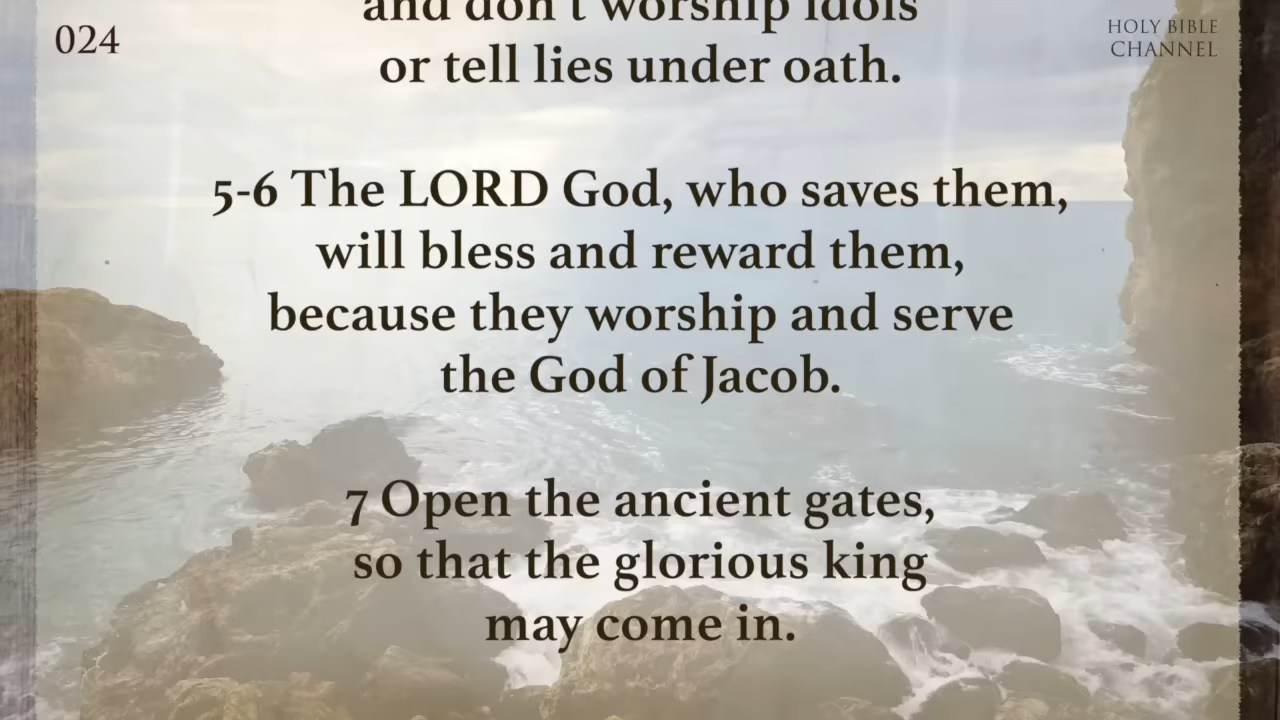 024
HOLY BIBLE
CHANNEL
and don't worship idols
or tell lies under oath.
5-6 The LORD God, who saves them,
will bless and reward them,
because they worship and serve
the God of Jacob.
7 Open the ancient gates,
so that the glorious king
may come in.